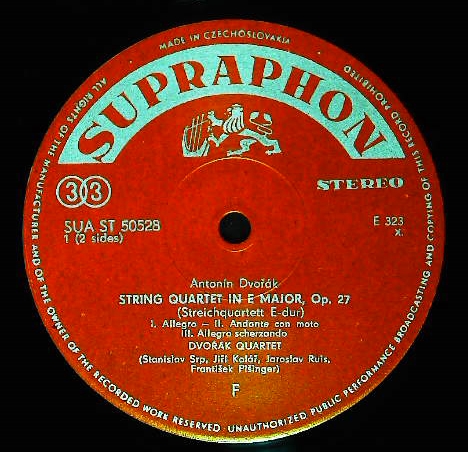 MADE IN CZECHOSLOVAKIA
ALL RIGHTS OF THE MANUFACTURER AND OF THE OWNER OF THE RECORDED WORK RESERVED UNAUTHORIZED PUBLIC PERFORMANCE BROADCASTING AND COPYING OF THIS RECORD PROHIBITED
SUPRAPHON
33
STEREO
SUA ST 50528
E 323
1 (2 sides)
x.
Antonín Dvořák
STRING QUARTET IN E MAJOR, Op. 27
(Streichquartett E-dur)
I. Allegro – II. Andante con moto
III. Allegro scherzando
DVOŘÁK QUARTET
(Stanislav Srp, Jiří Kolář, Jaroslav Ruis,
František Pišinger)
F